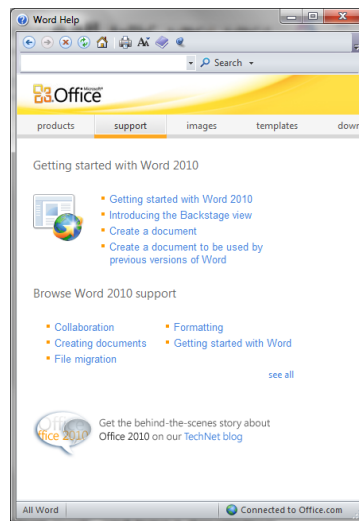 Word Help
Search
Microsoft®
Office
products support images templates down
Getting started with Word 2010
Getting started with Word 2010
Introducing the Backstage view
Create a document
Create a document to be used by
previous versions of Word
Browse Word 2010 support
Collaboration Formatting
Creating documents Getting started with Word
File migration
see all
Get the behind-the-scenes story about
Office 2010 on our TechNet blog
All Word Connected to Office.com